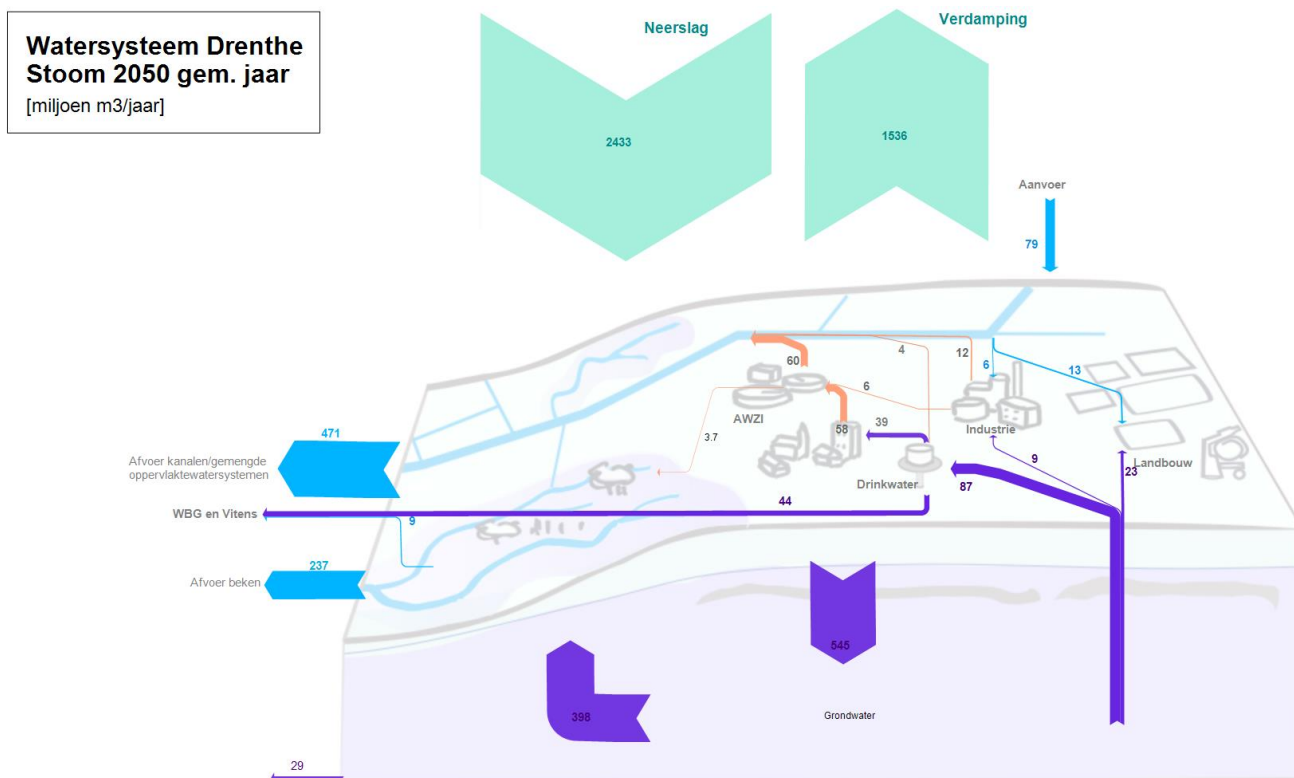 Watersysteem Drenthe
Stoom 2050 gem. jaar
[miljoen m3/jaar]
Neerslag
Verdamping
2433
1536
Aanvoer
79
4
12
60
6
6
13
AWZI
58
39
Industrie
3.7
9
Landbouw
23
471
Afvoer kanalen/gemengde
oppervlaktewatersystemen
Drinkwater
87
44
WBG en Vitens
9
237
Afvoer beken
545
398
Grondwater
29